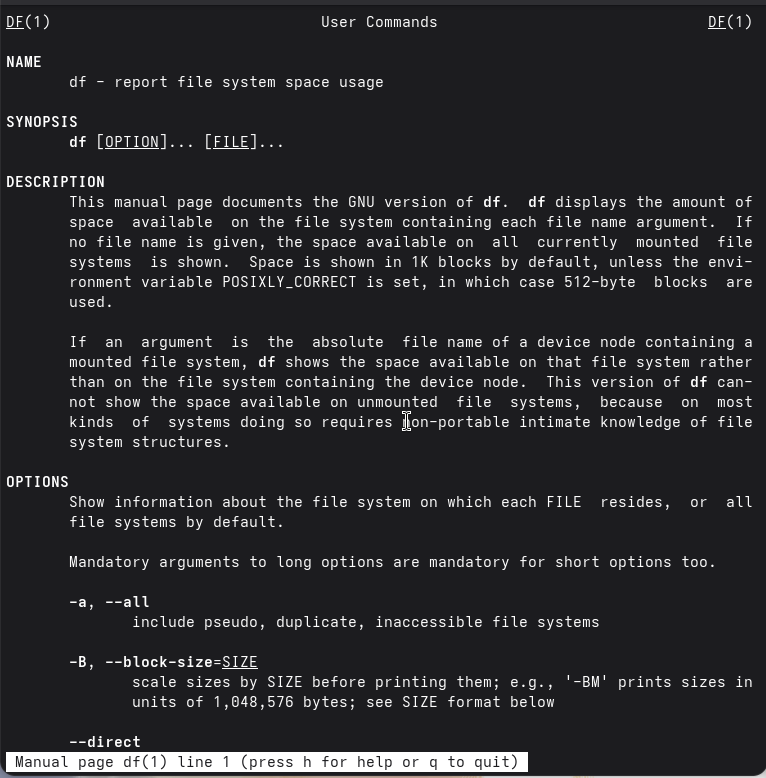 DF(1) User Commands DF(1)
NAME
df - report file system space usage
SYNOPSIS
df [OPTION]... [FILE]...
DESCRIPTION
This manual page documents the GNU version of df.  df displays the amount of
space  available  on the file system containing each file name argument.  If
no file name is given, the space available on  all  currently  mounted  file
systems  is shown.  Space is shown in 1K blocks by default, unless the envi-
ronment variable POSIXLY_CORRECT is set, in which case 512-byte  blocks  are
used.
If  an  argument  is  the  absolute  file name of a device node containing a
mounted file system, df shows the space available on that file system rather
than on the file system containing the device node.  This version of df can-
not show the space available on unmounted  file  systems,  because  on  most
kinds  of  systems doing so requires non-portable intimate knowledge of file
system structures.
OPTIONS
Show information about the file system on which each FILE  resides,  or  all
file systems by default.
Mandatory arguments to long options are mandatory for short options too.
-a, --all
include pseudo, duplicate, inaccessible file systems
-B, --block-size=SIZE
scale sizes by SIZE before printing them; e.g., '-BM' prints sizes in
units of 1,048,576 bytes; see SIZE format below
--direct
Manual page df(1) line 1 (press h for help or q to quit)